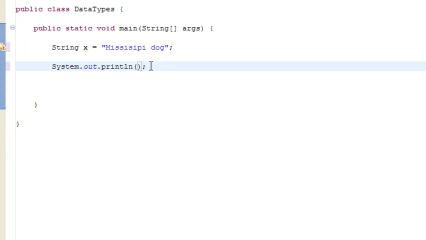 public class DataTypes {
public static void main(String[] args) {
String x = "Missisipi dog";
System.out.println();
}
}